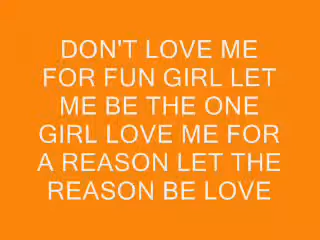 DON'T LOVE ME
FOR FUN GIRL LET
ME BE THE ONE
GIRL LOVE ME FOR
A REASON LET THE
REASON BE LOVE